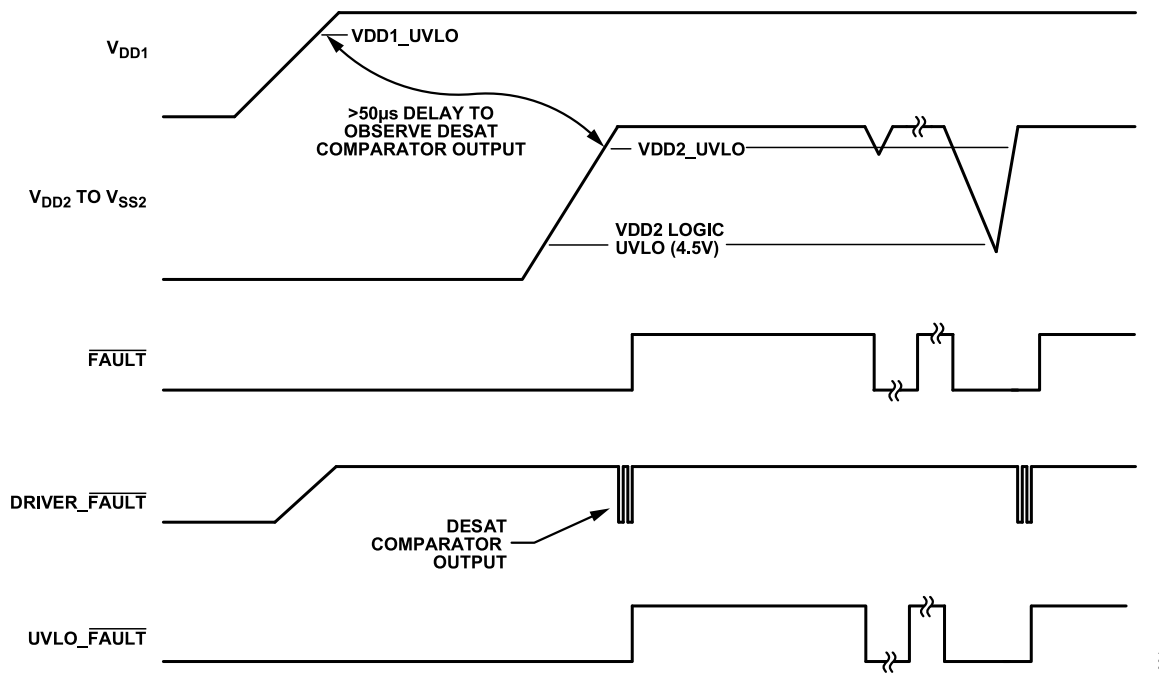 VDD1
VDD1_UVLO
>50µs DELAY TO
OBSERVE DESAT
COMPARATOR OUTPUT
VDD2_UVLO
VDD2 TO VSS2
VDD2 LOGIC
UVLO (4.5V)
FAULT
DRIVER_FAULT
DESAT
COMPARATOR
OUTPUT
UVLO_FAULT